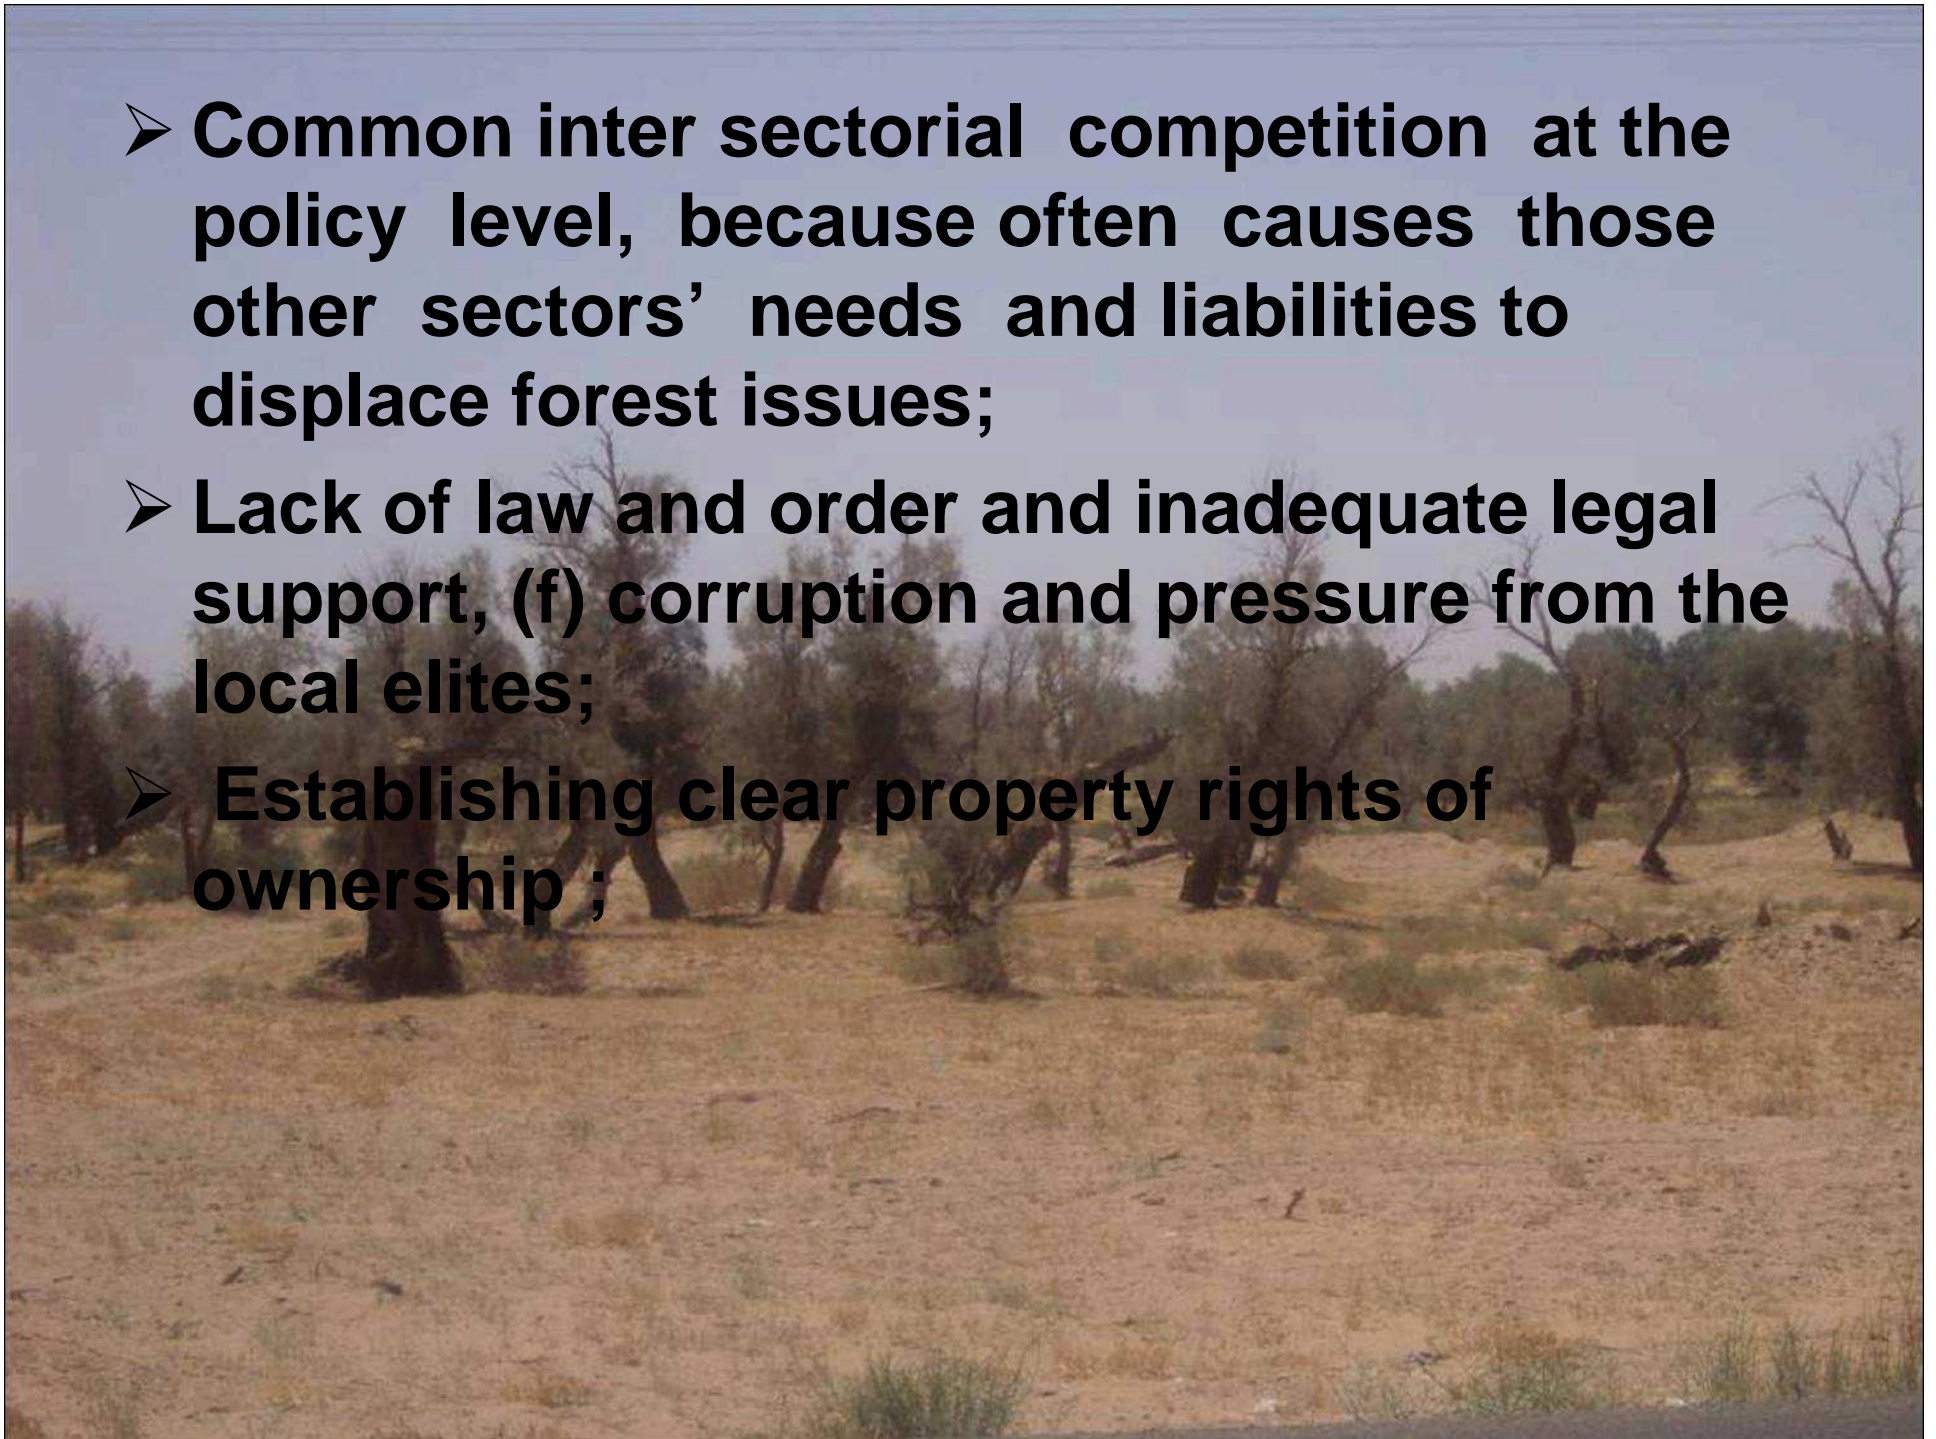 ➢ Common inter sectorial  competition  at the
policy  level,  because often  causes  those
other  sectors’  needs  and liabilities to
displace forest issues;
➢ Lack of law and order and inadequate legal
support, (f) corruption and pressure from the
local elites;
➢ Establishing clear property rights of
ownership ;